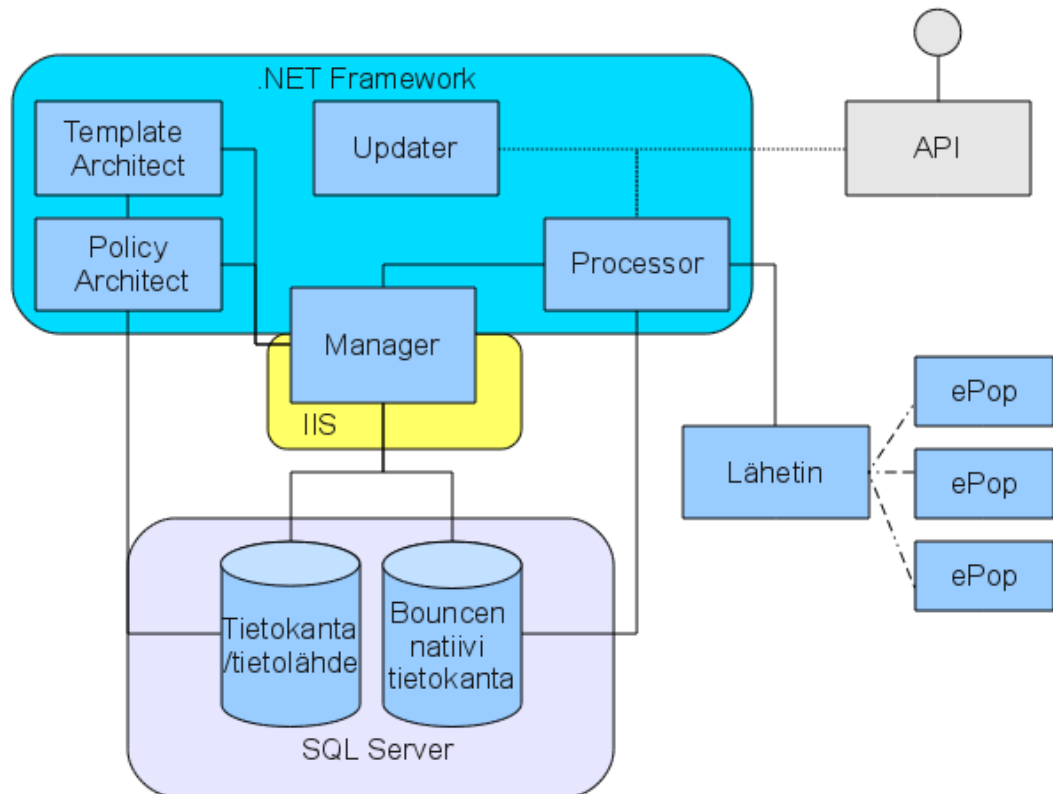 .NET Framework
Template
Architect
Updater
API
Policy
Architect
Processor
Manager
IIS
ePop
Lähetin
ePop
ePop
Tietokanta
/tietolähde
Bouncen
natiivi
tietokanta
SQL Server